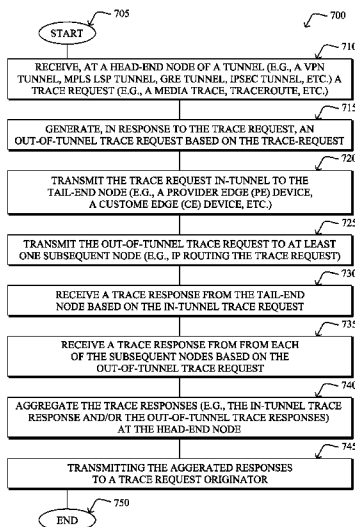 705
700
START
710
RECEIVE, AT A HEAD-END NODE OF A TUNNEL (E.G., A VPN
TUNNEL, MPLS LSP TUNNEL, GRE TUNNEL, IPSEC TUNNEL, ETC.) A
TRACE REQUEST (E.G., A MEDIA TRACE, TRACEROUTE, ETC.)
715
GENERATE, IN RESPONSE TO THE TRACE REQUEST, AN
OUT-OF-TUNNEL TRACE REQUEST BASED ON THE TRACE-REQUEST
720
TRANSMIT THE TRACE REQUEST IN-TUNNEL TO THE
TAIL-END NODE (E.G., A PROVIDER EDGE (PE) DEVICE,
A CUSTOME EDGE (CE) DEVICE, ETC.)
725
TRANSMIT THE OUT-OF-TUNNEL TRACE REQUEST TO AT LEAST
ONE SUBSEQUENT NODE (E.G., IP ROUTING THE TRACE REQUEST)
730
RECEIVE A TRACE RESPONSE FROM THE TAIL-END
NODE BASED ON THE IN-TUNNEL TRACE REQUEST
735
RECEIVE A TRACE RESPONSE FROM FROM EACH
OF THE SUBSEQUENT NODES BASED ON THE
OUT-OF-TUNNEL TRACE REQUEST
740
AGGREGATE THE TRACE RESPONSES (E.G., THE IN-TUNNEL TRACE
RESPONSE AND/OR THE OUT-OF-TUNNEL TRACE RESPONSES)
AT THE HEAD-END NODE
745
TRANSMITTING THE AGGERATED RESPONSES
TO A TRACE REQUEST ORIGINATOR
750
END